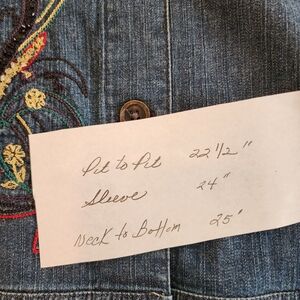 Pit to Pit 22 1/2"
Sleeve 24"
Neck to Bottom 25"